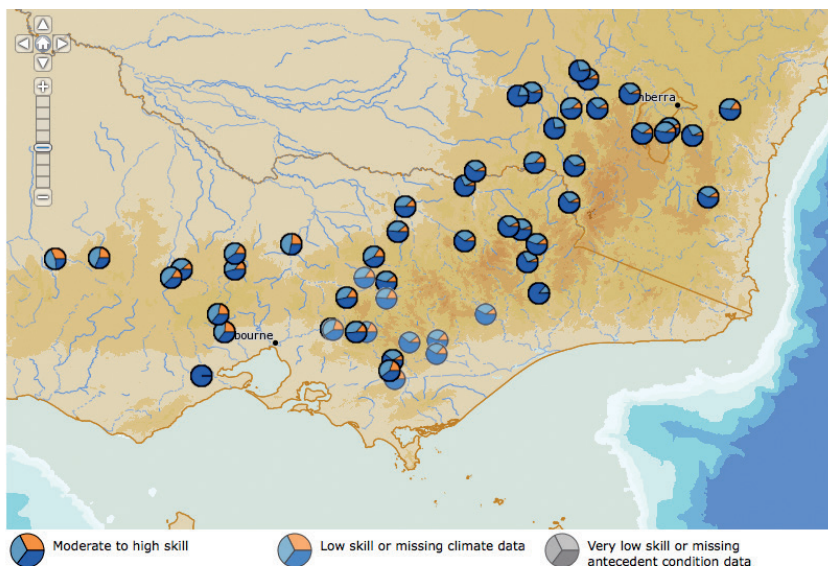 nberra
bourne
Moderate to high skill
Low skill or missing climate data
Very low skill or missing
antecedent condition data